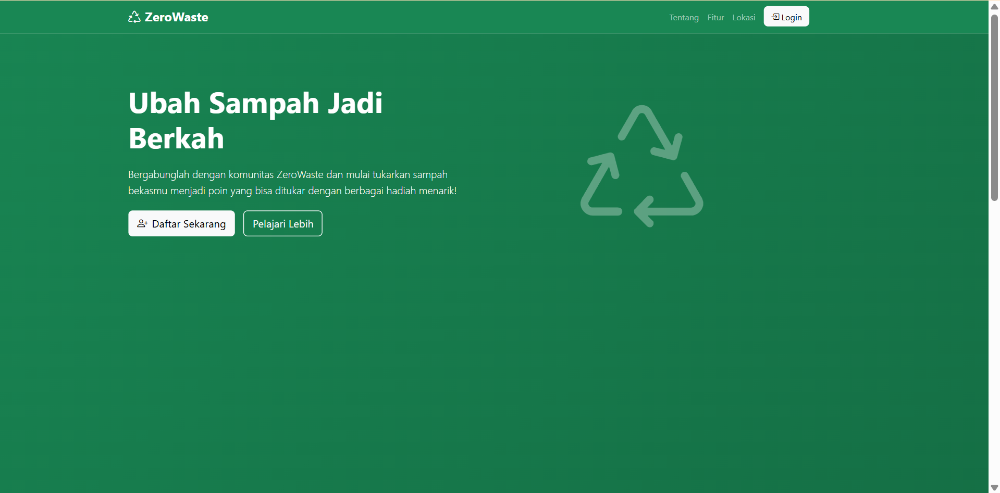 ZeroWaste
Tentang Fitur Lokasi Login
Ubah Sampah Jadi
Berkah
Bergabunglah dengan komunitas ZeroWaste dan mulai tukarkan sampah
bekasmu menjadi poin yang bisa ditukar dengan berbagai hadiah menarik!
Daftar Sekarang Pelajari Lebih